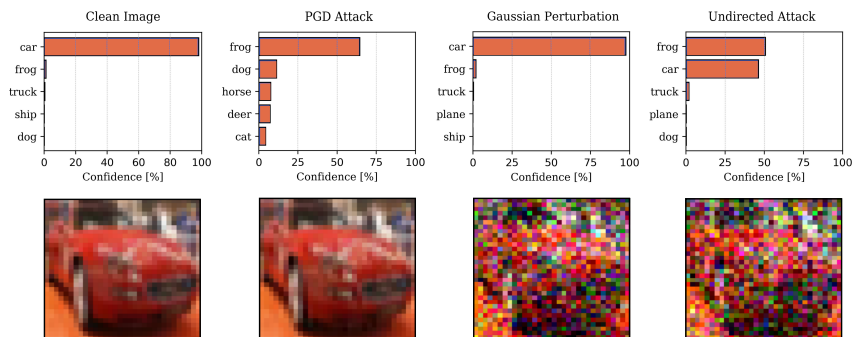 Clean Image
car
frog
truck
ship
dog
0 20 40 60 80 100
Confidence [%]
PGD Attack
frog
dog
horse
deer
cat
0 25 50 75 100
Confidence [%]
Gaussian Perturbation
car
frog
truck
plane
ship
0 25 50 75 100
Confidence [%]
Undirected Attack
frog
car
truck
plane
dog
0 25 50 75 100
Confidence [%]